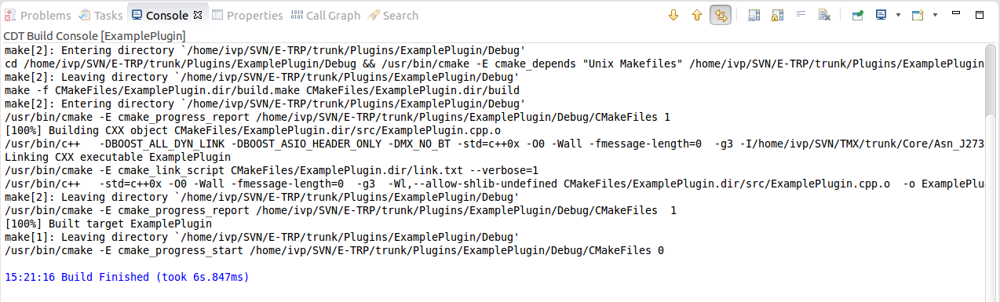 Problems Tasks Console Properties Call Graph Search
CDT Build Console [ExamplePlugin]
make[2]: Entering directory `/home/ivp/SVN/E-TRP/trunk/Plugins/ExamplePlugin/Debug'
cd /home/ivp/SVN/E-TRP/trunk/Plugins/ExamplePlugin/Debug && /usr/bin/cmake -E cmake_depends "Unix Makefiles" /home/ivp/SVN/E-TRP/trunk/Plugins/ExamplePlugin
make[2]: Leaving directory `/home/ivp/SVN/E-TRP/trunk/Plugins/ExamplePlugin/Debug'
make -f CMakeFiles/ExamplePlugin.dir/build.make CMakeFiles/ExamplePlugin.dir/build
make[2]: Entering directory `/home/ivp/SVN/E-TRP/trunk/Plugins/ExamplePlugin/Debug'
/usr/bin/cmake -E cmake_progress_report /home/ivp/SVN/E-TRP/trunk/Plugins/ExamplePlugin/Debug/CMakeFiles 1
[100%] Building CXX object CMakeFiles/ExamplePlugin.dir/src/ExamplePlugin.cpp.o
/usr/bin/c++   -DBOOST_ALL_DYN_LINK -DBOOST_ASIO_HEADER_ONLY -DMX_NO_BT -std=c++0x -O0 -Wall -fmessage-length=0  -g3 -I/home/ivp/SVN/TMX/trunk/Core/Asn_J273
Linking CXX executable ExamplePlugin
/usr/bin/cmake -E cmake_link_script CMakeFiles/ExamplePlugin.dir/link.txt --verbose=1
/usr/bin/c++   -std=c++0x -O0 -Wall -fmessage-length=0  -g3  -Wl,--allow-shlib-undefined CMakeFiles/ExamplePlugin.dir/src/ExamplePlugin.cpp.o  -o ExamplePlu
make[2]: Leaving directory `/home/ivp/SVN/E-TRP/trunk/Plugins/ExamplePlugin/Debug'
/usr/bin/cmake -E cmake_progress_report /home/ivp/SVN/E-TRP/trunk/Plugins/ExamplePlugin/Debug/CMakeFiles  1
[100%] Built target ExamplePlugin
make[1]: Leaving directory `/home/ivp/SVN/E-TRP/trunk/Plugins/ExamplePlugin/Debug'
/usr/bin/cmake -E cmake_progress_start /home/ivp/SVN/E-TRP/trunk/Plugins/ExamplePlugin/Debug/CMakeFiles 0
15:21:16 Build Finished (took 6s.847ms)